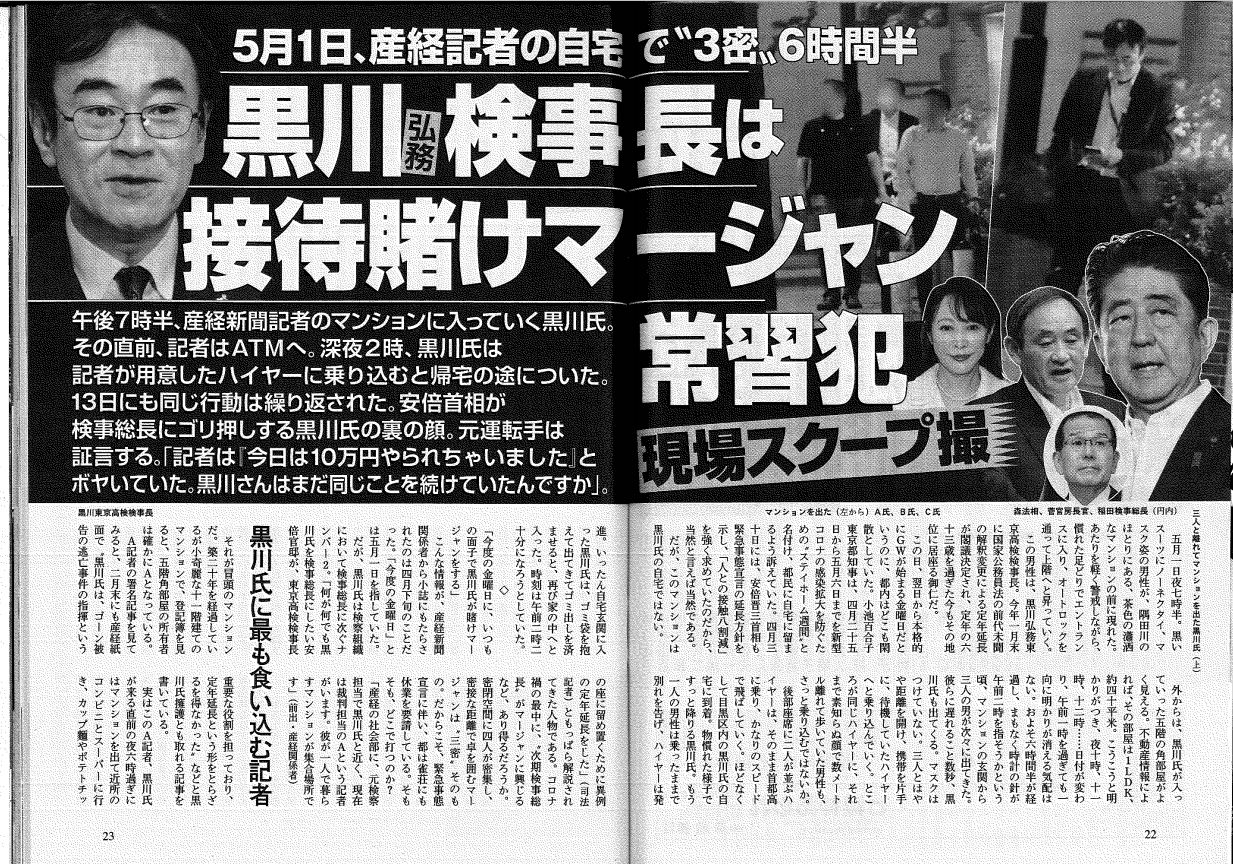 5月1日、産経記者の自宅で〝3密〟6時間半
黒川弘務検事長は
接待賭けマージャン
常習犯
現場スクープ撮
午後7時半、産経新聞記者のマンションに入っていく黒川氏。
その直前、記者はATMへ。深夜2時、黒川氏は
記者が用意したハイヤーに乗り込むと帰宅の途についた。
13日にも同じ行動は繰り返された。安倍首相が
検事総長にゴリ押しする黒川氏の裏の顔。元運転手は
証言する。「記者は『今日は10万円やられちゃいました』と
ボヤいていた。黒川さんはまだ同じことを続けていたんですか」。
三人と離れてマンションを出た黒川氏(上)
森法相、菅官房長官、稲田検事総長(円内)
マンションを出た(左から)A氏、B氏、C氏
黒川東京高検検事長
五月一日夜七時半。黒い
スーツにノーネクタイ、マ
スク姿の男性が、隅田川の
ほとりにある、茶色の瀟洒
なマンションの前に現れた。
あたりを軽く警戒しながら、
慣れた足どりでエントラン
スに入り、オートロックを
通って上階へと昇っていく。
この男性は、黒川弘務東
京高検検事長。今年一月末
に国家公務員法の前代未聞
の解釈変更による定年延長
が閣議決定され、定年の六
十三歳を過ぎた今もその地
位に居座る御仁だ。
この日、翌日から本格的
にGWが始まる金曜日だと
いうのに、都内はどこも閑
散としていた。小池百合子
東京都知事は、四月二十五
日から五月六日までを新型
コロナの感染拡大を防ぐた
め〝ステイホーム週間〟と
名付け、都民に自宅に留ま
るよう訴えていた。四月三
十日には、安倍晋三首相も
緊急事態宣言の延長方針を
示し、「人との接触八割減」
を強く求めていたのだから、
当然と言えば当然である。
だが、このマンションは
黒川氏の自宅ではない。
外からは、黒川氏が入っ
ていった五階の角部屋がよ
く見える。不動産情報によ
れば、その部屋は1LDK、
約四十平米。こうこうと明
かりがつき、夜十時、十一
時、十二時……日付が変わ
り、午前一時を過ぎても一
向に明かりが消える気配は
ない。およそ六時間半が経
過し、まもなく時計の針が
午前二時を指そうかという
頃、マンションの玄関から
三人の男が次々に出てきた。
彼らに遅れること数秒、黒
川氏も出てくる。マスクは
つけていない。三人とはや
や距離を開け、携帯を片手
に、待機していたハイヤー
へと乗り込んでいく。とこ
ろが同じハイヤーに、それ
まで見知らぬ顔で数メート
ル離れて歩いていた男性も、
さっと乗り込むではないか。
後部座席に二人が並ぶハ
イヤーは、そのまま首都高
に乗り、かなりのスピード
で飛ばしていく。ほどなく
して目黒区内の黒川氏の自
宅に到着。物慣れた様子で
すっと降りる黒川氏。もう
一人の男性は乗ったままで
別れを告げ、ハイヤーは発
進。いったん自宅玄関に入
った黒川氏は、ゴミ袋を抱
えて出てきてゴミ出しを済
ませると、再び家の中へと
入った。時刻は午前二時二
十分になろうとしていた。
◇
「今度の金曜日に、いつも
の面子で黒川氏が賭けマー
ジャンをする」
こんな情報が、産経新聞
関係者から小誌にもたらさ
れたのは四月下旬のことだ
った。「今度の金曜日」と
は五月一日を指していた。
だが、黒川氏は検察組織
において検事総長に次ぐナ
ンバー2。〝何が何でも黒
川氏を検事総長にしたい安
倍官邸が、東京高検検事長
の座に留め置くために異例
の定年延長をした〟(司法
記者)ともっぱら解説され
てきた人物である。コロナ
禍の最中に、〝次期検事総
長〟がマージャンに興じる
など、あり得るだろうか。
密閉空間に四人が密集し、
密接な距離で卓を囲むマー
ジャンは〝三密〟そのも
の。だからこそ、緊急事態
宣言に伴い、都は雀荘にも
休業を要請している。そも
そも、どこで打つのか?
「産経の社会部に、元検察
担当で黒川氏と近く、現在
は裁判担当のAという記者
がいます。彼が一人で暮ら
すマンションが集合場所で
す」(前出・産経関係者)
黒川氏に最も食い込む記者
それが冒頭のマンション
だ。築二十年を経過してい
るが小奇麗な十一階建ての
マンションで、登記簿を見
ると、五階角部屋の所有者
は確かにAとなっている。
A記者の署名記事を見て
みると、二月末にも産経紙
面で〝黒川氏は、ゴーン被
告の逃亡事件の指揮という
重要な役割を担っており、
定年延長という形をとらざ
るを得なかった〟などと黒
川氏擁護とも取れる記事を
書いている。
実はこのA記者、黒川氏
が来る直前の夜六時過ぎに
はマンションを出て近所の
コンビニとスーパーに行
き、カップ麺やポテトチッ
23
22